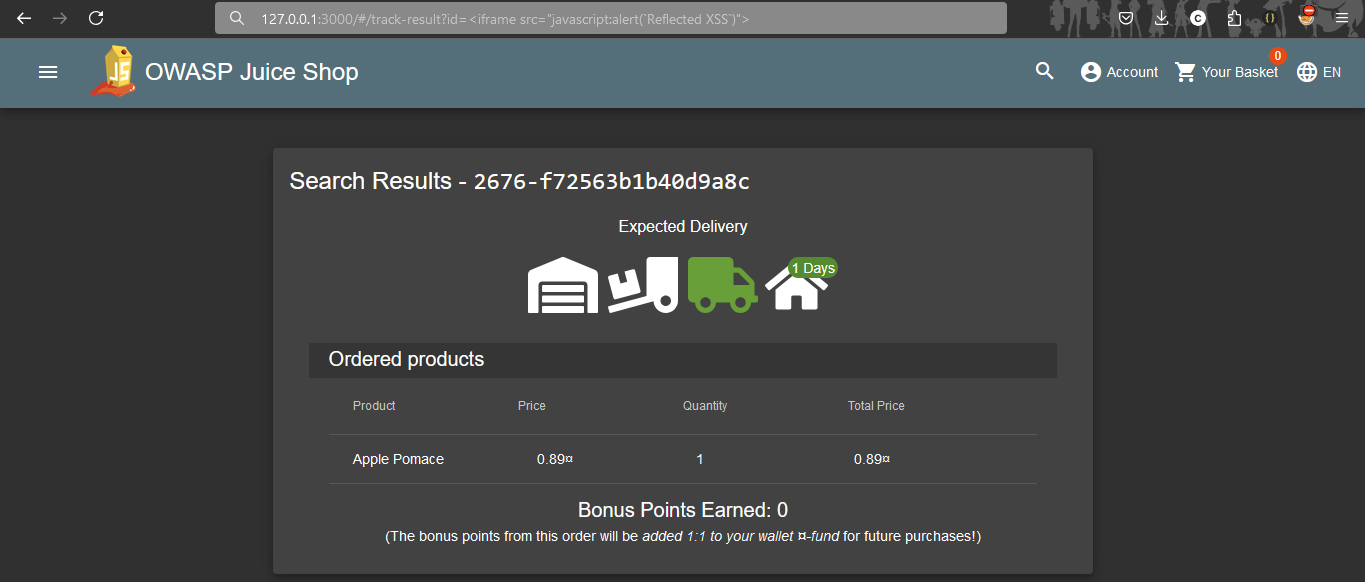 127.0.0.1:3000/#/track-result?id=<iframe src="javascript:alert(`Reflected XSS`)">
C
{}
JS
OWASP Juice Shop
Account
0
Your Basket
EN
Search Results - 2676-f72563b1b40d9a8c
Expected Delivery
1 Days
Ordered products
Product Price Quantity Total Price
Apple Pomace 0.89¤ 1 0.89¤
Bonus Points Earned: 0
(The bonus points from this order will be added 1:1 to your wallet ¤-fund for future purchases!)